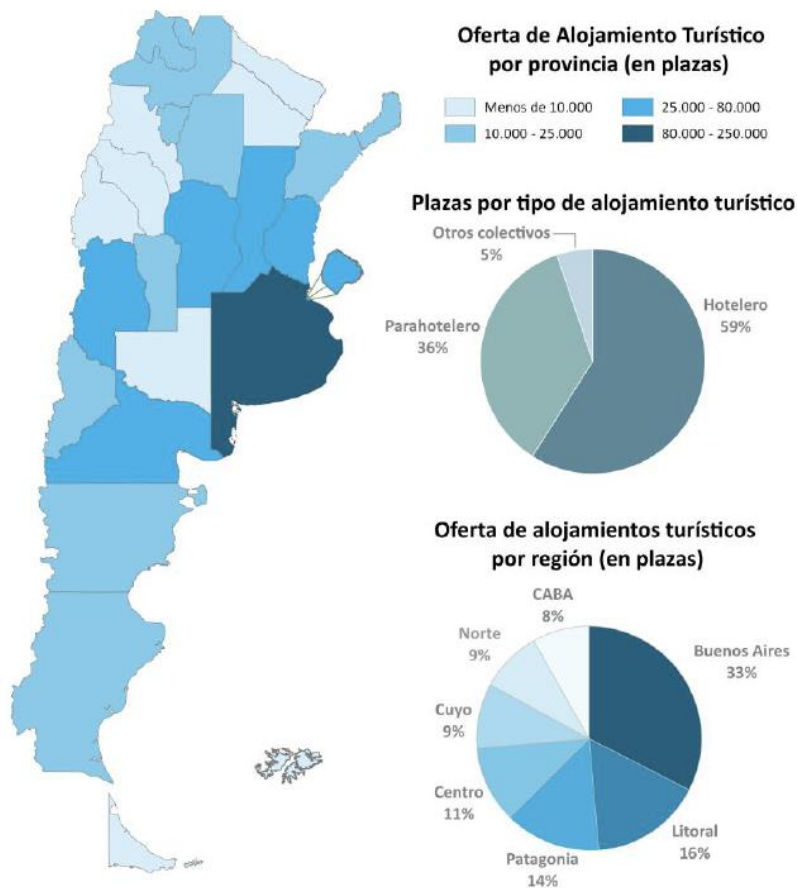 Oferta de Alojamiento Turístico
por provincia (en plazas)
Menos de 10.000
25.000 - 80.000
10.000 - 25.000
80.000 - 250.000
Plazas por tipo de alojamiento turístico
Otros colectivos
5%
Hotelero
59%
Parahotelero
36%
Oferta de alojamientos turísticos
por región (en plazas)
CABA
8%
Norte
9%
Buenos Aires
33%
Cuyo
9%
Centro
11%
Litoral
16%
Patagonia
14%